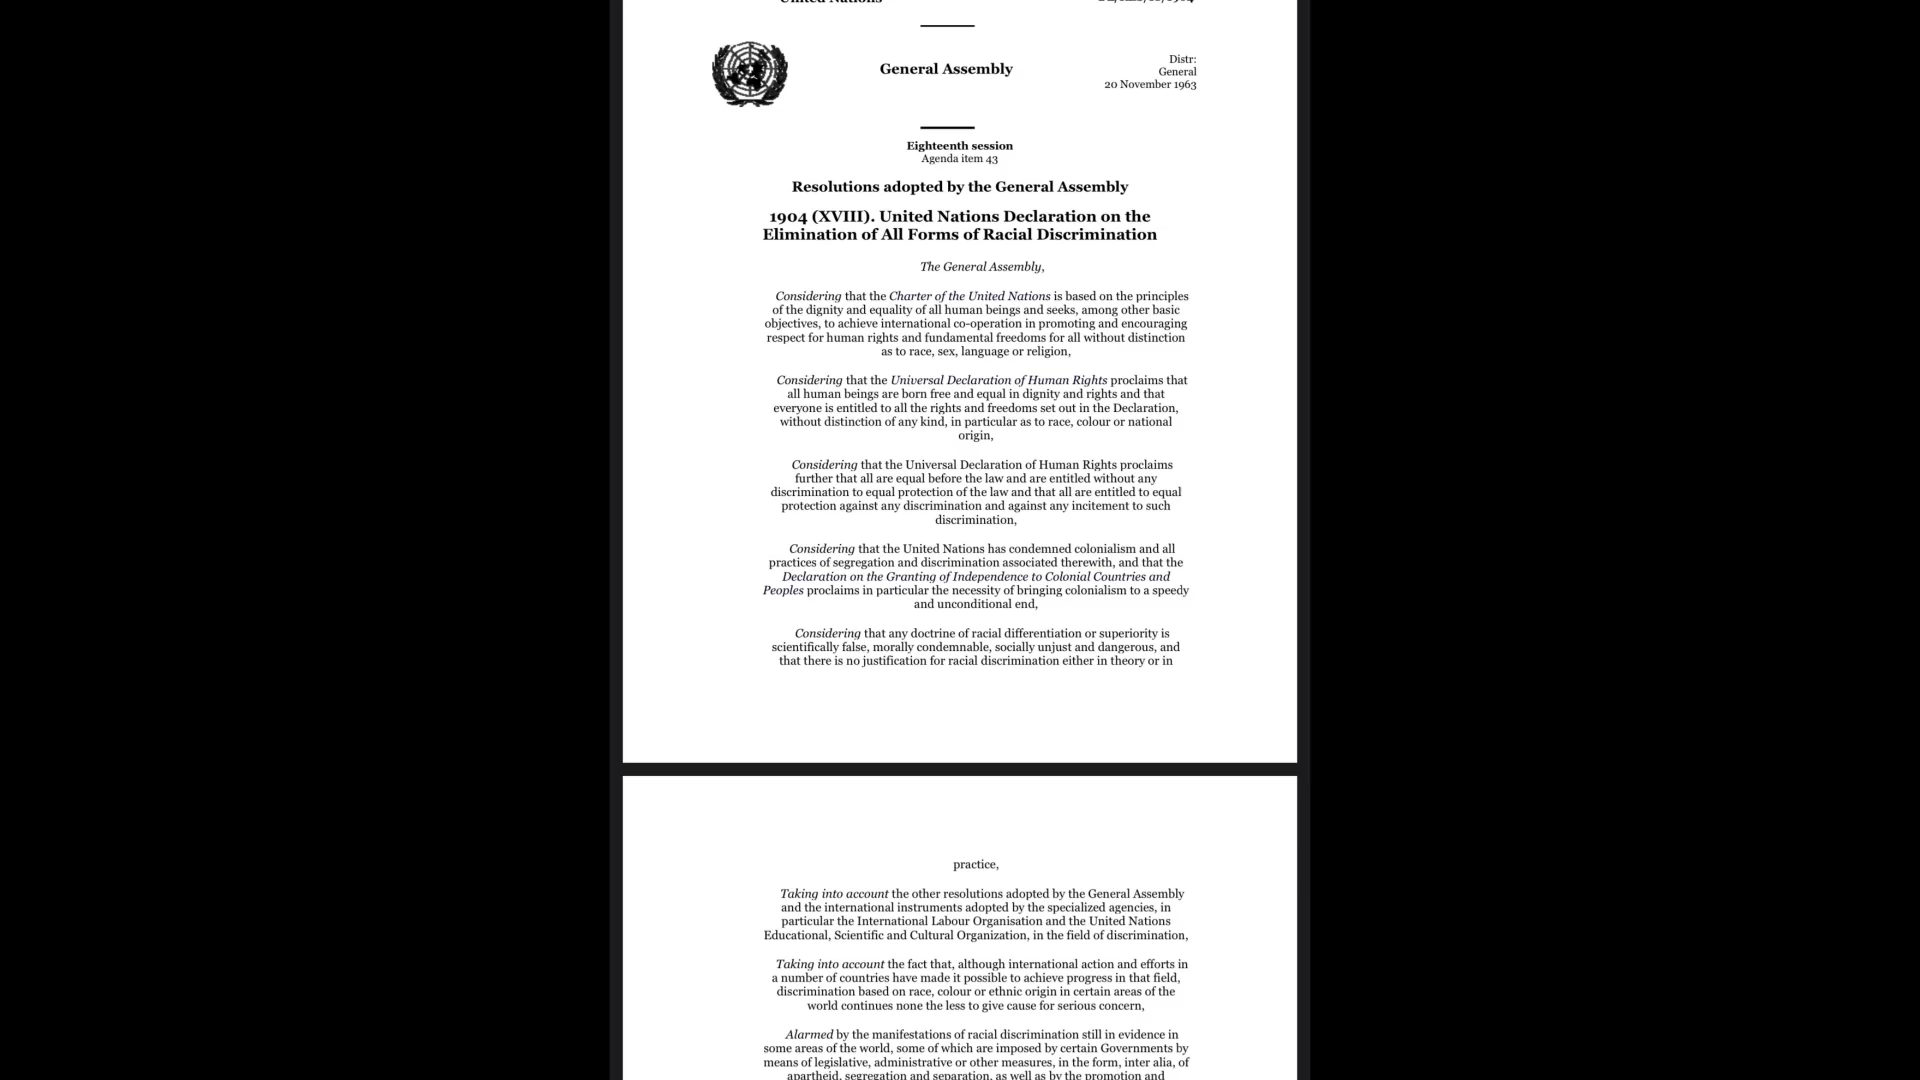 United Nations
General Assembly
Distr:
General
20 November 1963
Eighteenth session
Agenda item 43
Resolutions adopted by the General Assembly
1904 (XVIII). United Nations Declaration on the
Elimination of All Forms of Racial Discrimination
The General Assembly,
Considering that the Charter of the United Nations is based on the principles
of the dignity and equality of all human beings and seeks, among other basic
objectives, to achieve international co-operation in promoting and encouraging
respect for human rights and fundamental freedoms for all without distinction
as to race, sex, language or religion,
Considering that the Universal Declaration of Human Rights proclaims that
all human beings are born free and equal in dignity and rights and that
everyone is entitled to all the rights and freedoms set out in the Declaration,
without distinction of any kind, in particular as to race, colour or national
origin,
Considering that the Universal Declaration of Human Rights proclaims
further that all are equal before the law and are entitled without any
discrimination to equal protection of the law and that all are entitled to equal
protection against any discrimination and against any incitement to such
discrimination,
Considering that the United Nations has condemned colonialism and all
practices of segregation and discrimination associated therewith, and that the
Declaration on the Granting of Independence to Colonial Countries and
Peoples proclaims in particular the necessity of bringing colonialism to a speedy
and unconditional end,
Considering that any doctrine of racial differentiation or superiority is
scientifically false, morally condemnable, socially unjust and dangerous, and
that there is no justification for racial discrimination either in theory or in
practice,
Taking into account the other resolutions adopted by the General Assembly
and the international instruments adopted by the specialized agencies, in
particular the International Labour Organisation and the United Nations
Educational, Scientific and Cultural Organization, in the field of discrimination,
Taking into account the fact that, although international action and efforts in
a number of countries have made it possible to achieve progress in that field,
discrimination based on race, colour or ethnic origin in certain areas of the
world continues none the less to give cause for serious concern,
Alarmed by the manifestations of racial discrimination still in evidence in
some areas of the world, some of which are imposed by certain Governments by
means of legislative, administrative or other measures, in the form, inter alia, of
apartheid, segregation and separation, as well as by the promotion and